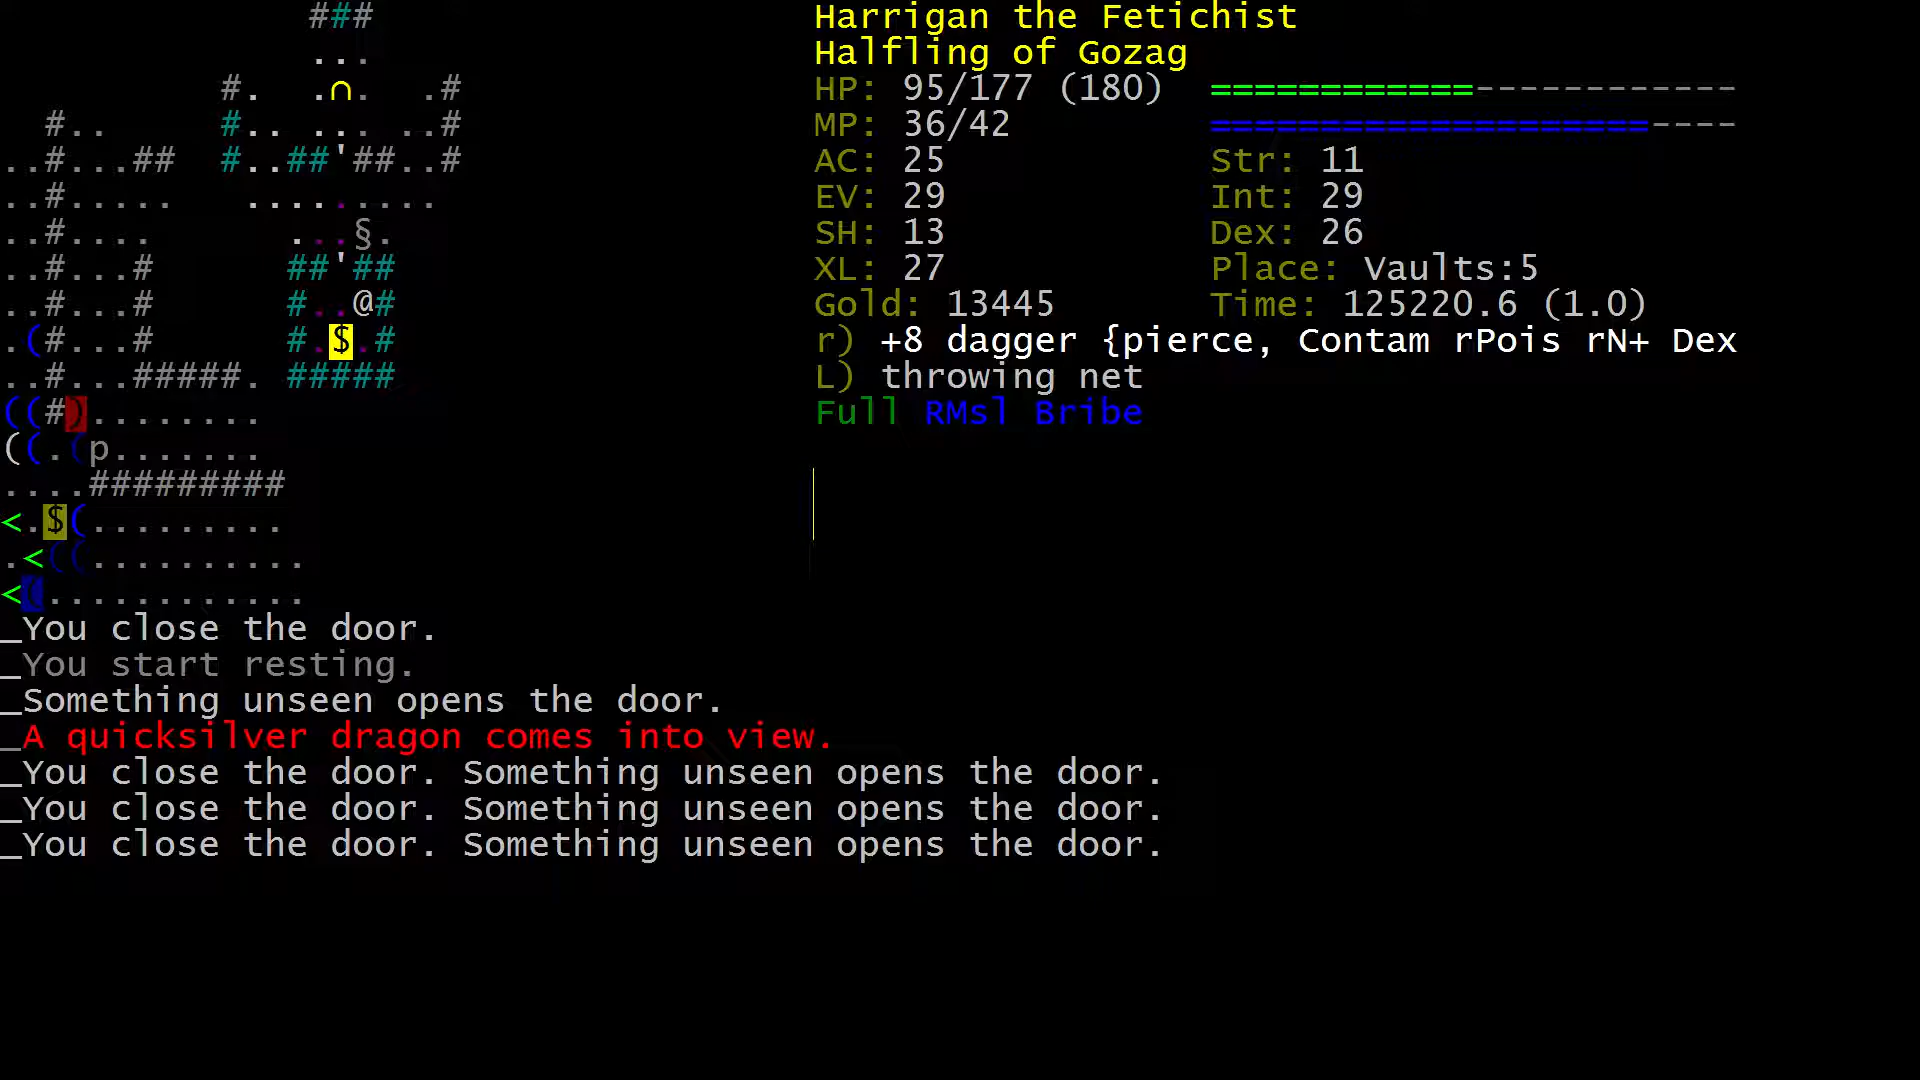 ###
...
#. .∩. .#
#.. #.. ... ..#
..#...## #..##'##..#
..#..... .........
..#.... ...§.
..#...# ##'##
..#...# #..@#
.(#...# #.$.#
..#...#####. #####
((#)........
((.(p.......
....#########
<.$(.........
.<((..........
<(............
Harrigan the Fetichist
Halfling of Gozag
HP: 95/177 (180) ============------------
MP: 36/42 ====================----
AC: 25 Str: 11
EV: 29 Int: 29
SH: 13 Dex: 26
XL: 27 Place: Vaults:5
Gold: 13445 Time: 125220.6 (1.0)
r) +8 dagger {pierce, Contam rPois rN+ Dex
L) throwing net
Full RMsl Bribe
_You close the door.
_You start resting.
_Something unseen opens the door.
_A quicksilver dragon comes into view.
_You close the door. Something unseen opens the door.
_You close the door. Something unseen opens the door.
_You close the door. Something unseen opens the door.